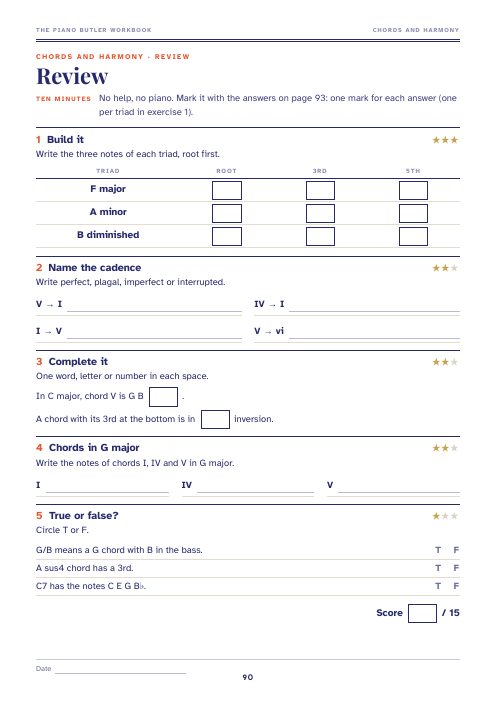 THE PIANO BUTLER WORKBOOK CHORDS AND HARMONY
CHORDS AND HARMONY · REVIEW
Review
TEN MINUTES No help, no piano. Mark it with the answers on page 93: one mark for each answer (one
per triad in exercise 1).
1 Build it ★★★
Write the three notes of each triad, root first.
TRIAD ROOT 3RD 5TH
F major
A minor
B diminished
2 Name the cadence ★★★
Write perfect, plagal, imperfect or interrupted.
V → I IV → I
I → V V → vi
3 Complete it ★★★
One word, letter or number in each space.
In C major, chord V is G B .
A chord with its 3rd at the bottom is in inversion.
4 Chords in G major ★★★
Write the notes of chords I, IV and V in G major.
I IV V
5 True or false? ★★★
Circle T or F.
G/B means a G chord with B in the bass. T F
A sus4 chord has a 3rd. T F
C7 has the notes C E G B♭. T F
Score / 15
Date
90